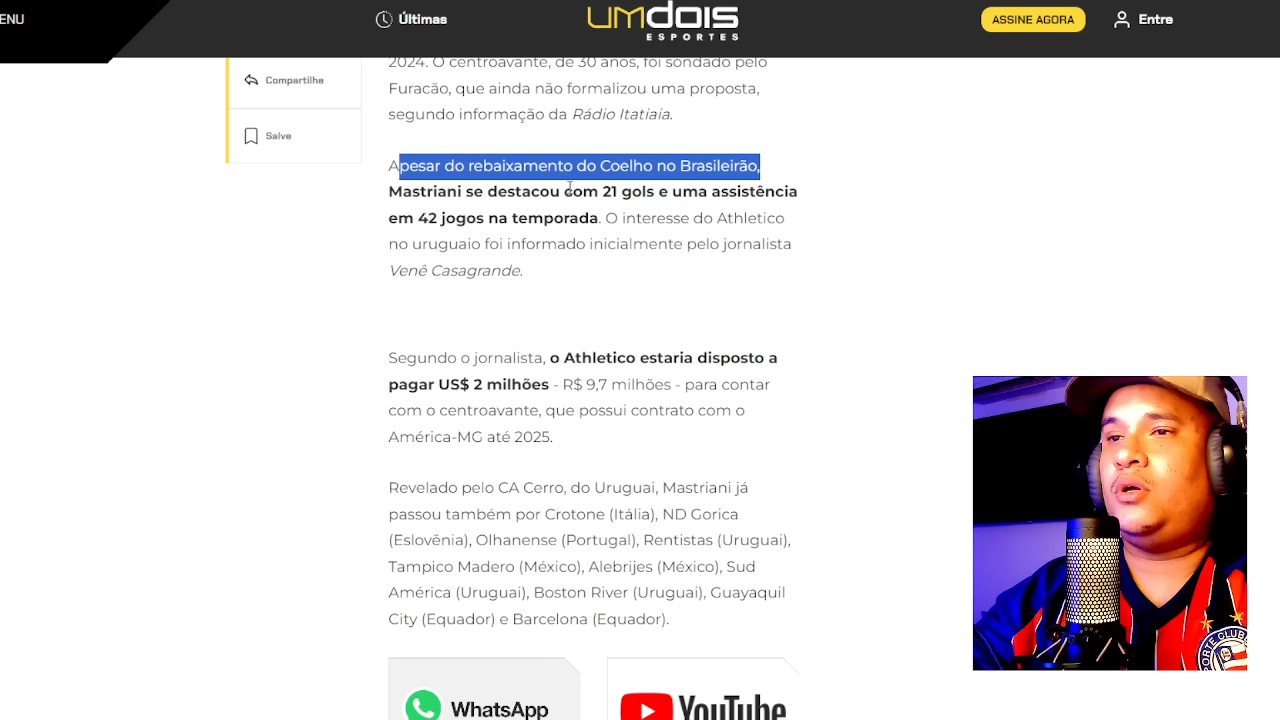 ENU
Últimas
UMdois
ESPORTES
ASSINE AGORA
Entre
Compartilhe
Salve
2024. O centroavante, de 30 anos, foi sondado pelo
Furacão, que ainda não formalizou uma proposta,
segundo informação da Rádio Itatiaia.
Apesar do rebaixamento do Coelho no Brasileirão,
Mastriani se destacou com 21 gols e uma assistência
em 42 jogos na temporada. O interesse do Athletico
no uruguaio foi informado inicialmente pelo jornalista
Venê Casagrande.
Segundo o jornalista, o Athletico estaria disposto a
pagar US$ 2 milhões - R$ 9,7 milhões - para contar
com o centroavante, que possui contrato com o
América-MG até 2025.
Revelado pelo CA Cerro, do Uruguai, Mastriani já
passou também por Crotone (Itália), ND Gorica
(Eslovênia), Olhanense (Portugal), Rentistas (Uruguai),
Tampico Madero (México), Alebrijes (México), Sud
América (Uruguai), Boston River (Uruguai), Guayaquil
City (Equador) e Barcelona (Equador).
WhatsApp
YouTube
PORTE CLUB